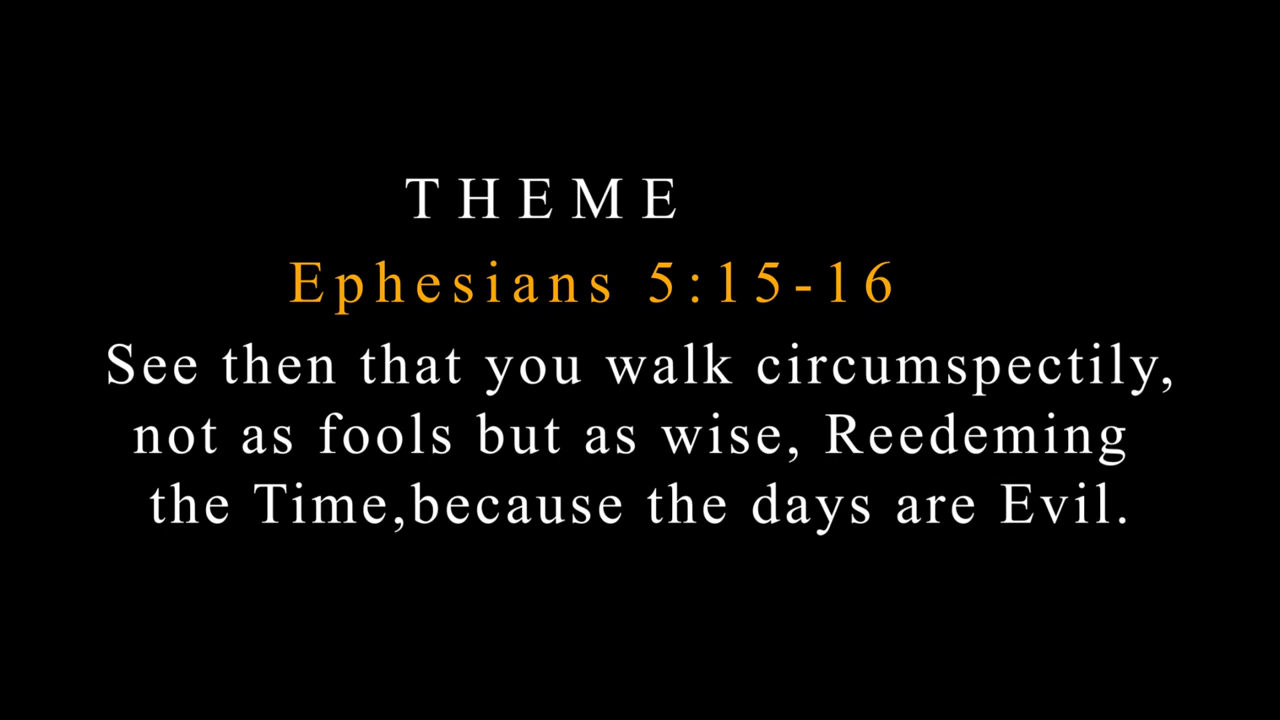 THEME
Ephesians 5:15-16
See then that you walk circumspectily,
not as fools but as wise, Reedeming
the Time,because the days are Evil.